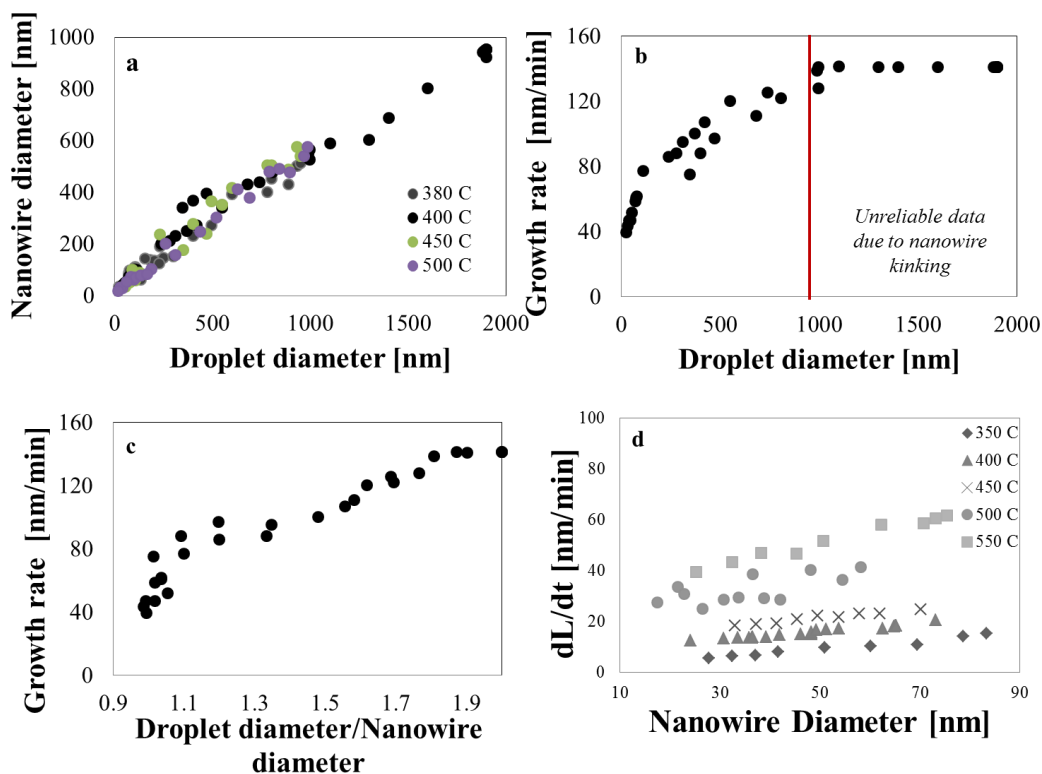 a
Nanowire diameter [nm]
1000
800
600
400
200
0
380 C
400 C
450 C
500 C
0 500 1000 1500 2000
Droplet diameter [nm]
b
Growth rate [nm/min]
160
120
80
40
0
Unreliable data
due to nanowire
kinking
0 500 1000 1500 2000
Droplet diameter [nm]
c
Growth rate [nm/min]
160
120
80
40
0
0.9 1.1 1.3 1.5 1.7 1.9
Droplet diameter/Nanowire
diameter
d
dL/dt [nm/min]
100
80
60
40
20
0
350 C
400 C
450 C
500 C
550 C
10 30 50 70 90
Nanowire Diameter [nm]